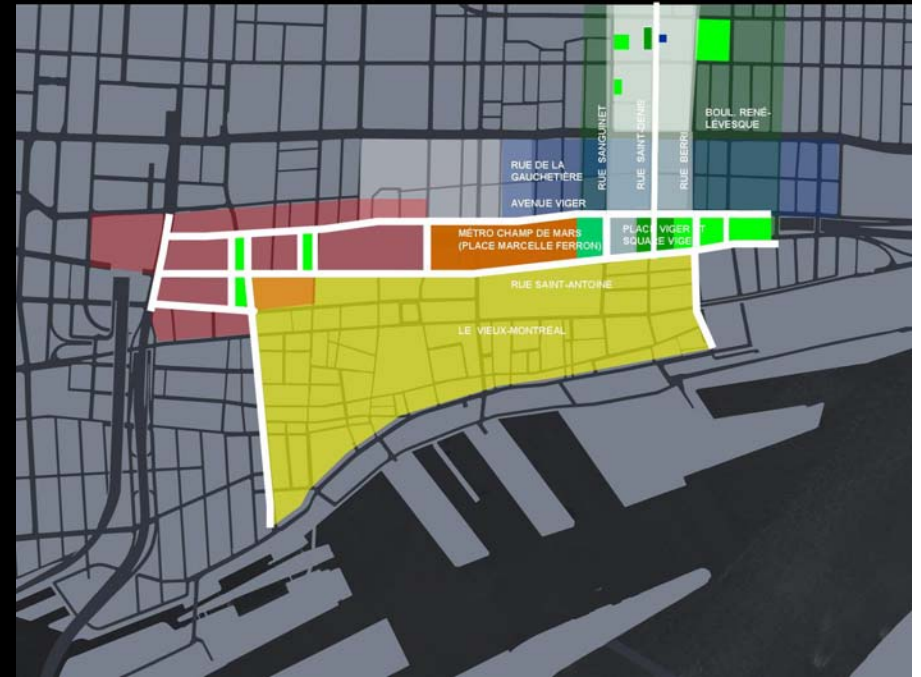 BOUL. RENÉ-
LÉVESQUE
RUE SANGUINET
RUE SAINT-DENIS
RUE BERRI
RUE DE LA
GAUCHETIÈRE
AVENUE VIGER
MÉTRO CHAMP DE MARS
(PLACE MARCELLE FERRON)
PLACE VIGER ET
SQUARE VIGER
RUE SAINT-ANTOINE
LE VIEUX-MONTRÉAL